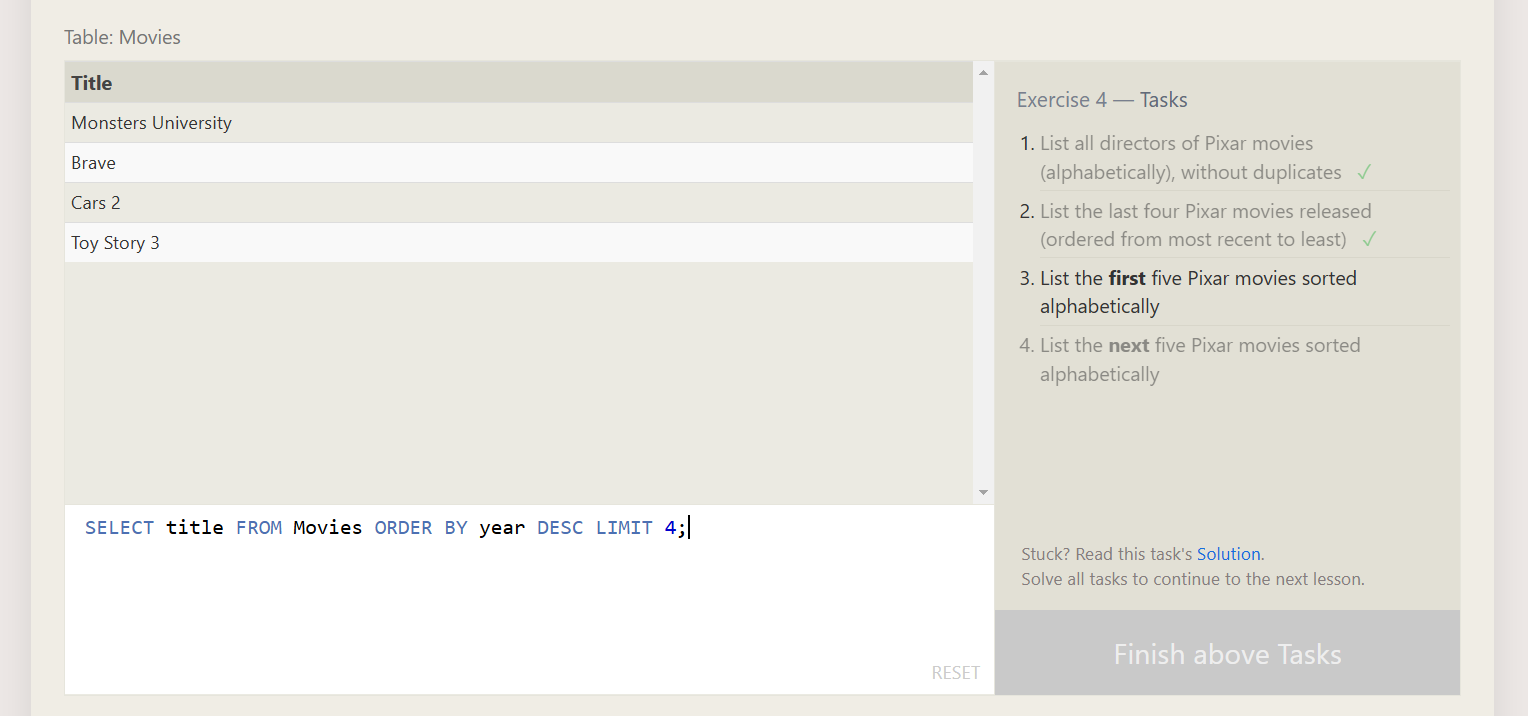 Table: Movies
Title
Monsters University
Brave
Cars 2
Toy Story 3
SELECT title FROM Movies ORDER BY year DESC LIMIT 4;
RESET
Exercise 4 — Tasks
1. List all directors of Pixar movies
(alphabetically), without duplicates ✓
2. List the last four Pixar movies released
(ordered from most recent to least) ✓
3. List the first five Pixar movies sorted
alphabetically
4. List the next five Pixar movies sorted
alphabetically
Stuck? Read this task's Solution.
Solve all tasks to continue to the next lesson.
Finish above Tasks